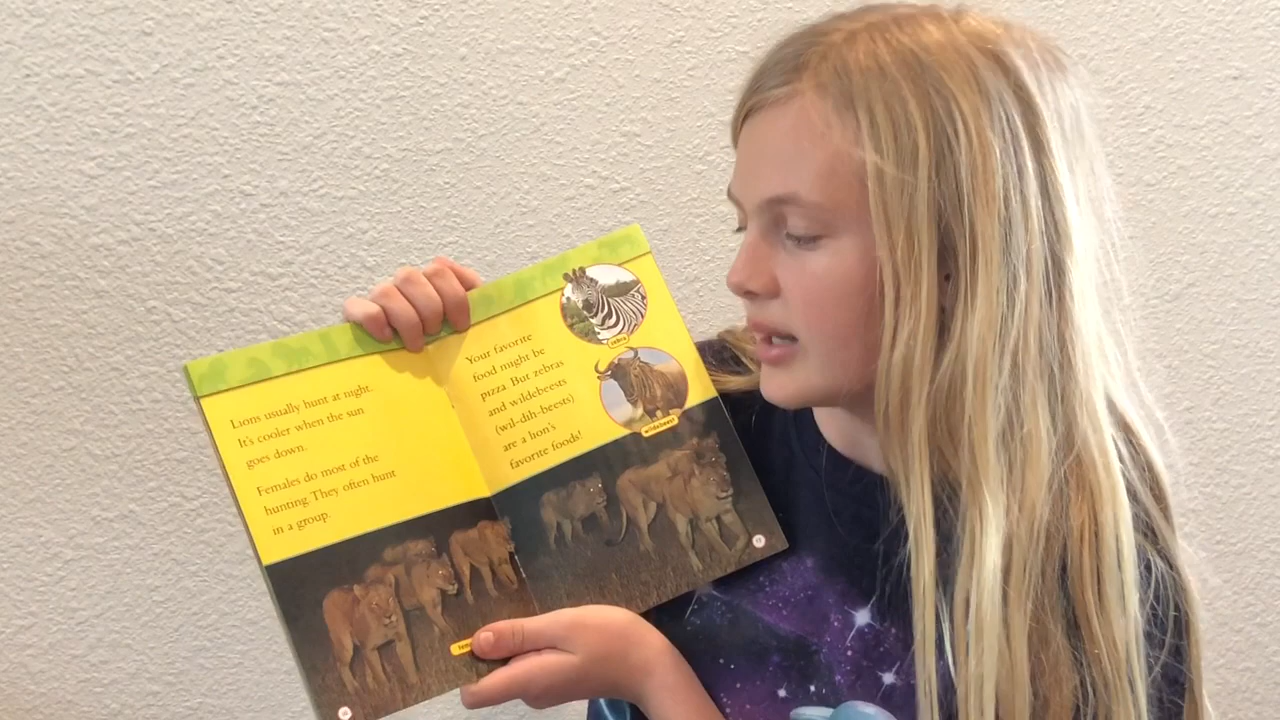 Lions usually hunt at night.
It's cooler when the sun
goes down.
Females do most of the
hunting. They often hunt
in a group.
Your favorite
food might be
pizza. But zebras
and wildebeests
(wil-dih-beests)
are a lion's
favorite foods!
zebra
wildebeest